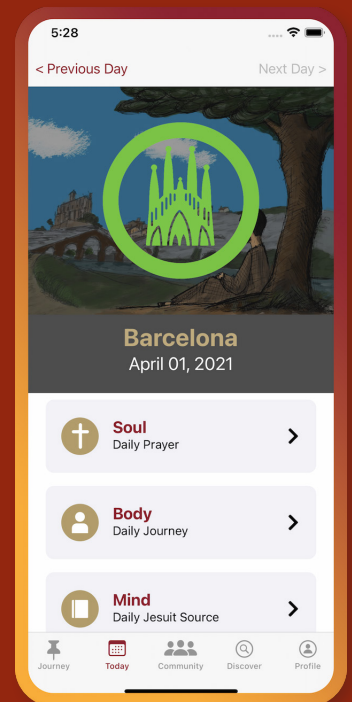 5:28
< Previous Day
Next Day >
Barcelona
April 01, 2021
Soul
Daily Prayer
Body
Daily Journey
Mind
Daily Jesuit Source
Journey
Today
Community
Discover
Profile